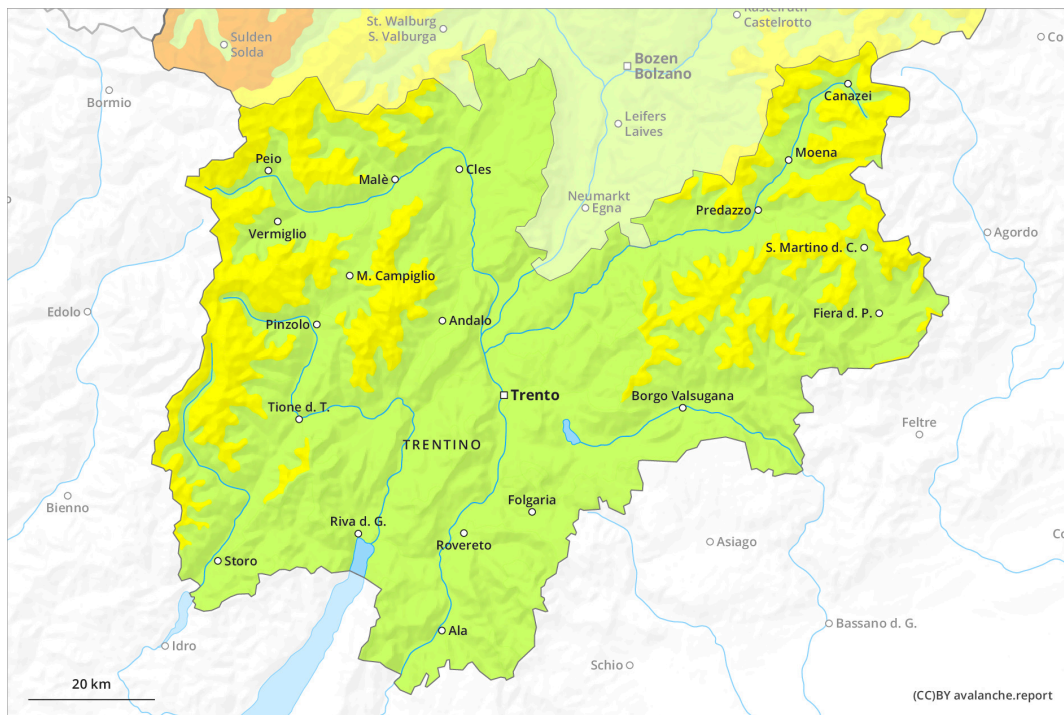 Kastelruth
Castelrotto
St. Walburg
S. Valburga
Sulden
Solda
Bozen
Bolzano
Bormio
Canazei
Leifers
Laives
Moena
Peio
Malè
Cles
Neumarkt
Egna
Predazzo
Vermiglio
Agordo
S. Martino d. C.
M. Campiglio
Edolo
Pinzolo
Andalo
Fiera d. P.
Trento
Borgo Valsugana
Tione d. T.
Feltre
TRENTINO
Bienno
Folgaria
Riva d. G.
Rovereto
Asiago
Storo
Ala
Bassano d. G.
Idro
Schio
20 km
(CC)BY avalanche.report